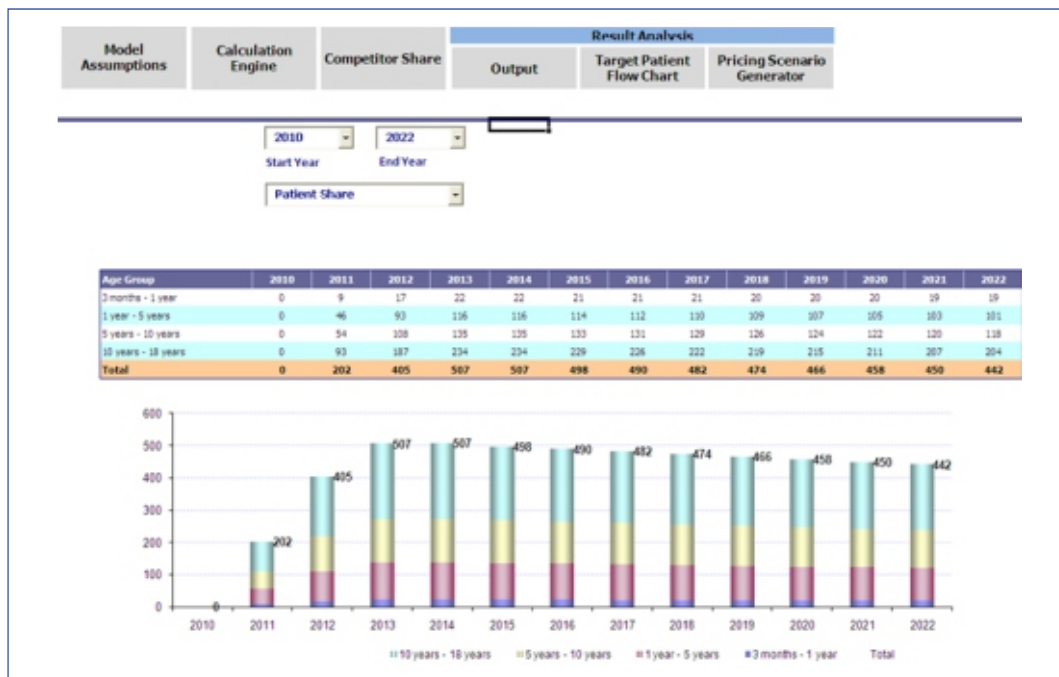 Result Analysis
Model Assumptions
Calculation Engine
Competitor Share
Output
Target Patient Flow Chart
Pricing Scenario Generator
2010 2022
Start Year End Year
Patient Share
Age Group 2010 2011 2012 2013 2014 2015 2016 2017 2018 2019 2020 2021 2022
3 months - 1 year 0 9 17 22 22 21 21 21 20 20 20 19 19
1 year - 5 years 0 46 93 116 116 114 112 110 109 107 105 103 101
5 years - 10 years 0 54 108 135 135 133 131 129 126 124 122 120 118
10 years - 18 years 0 93 187 234 234 229 226 222 219 215 211 207 204
Total 0 202 405 507 507 498 490 482 474 466 458 450 442
600
500
400
300
200
100
0
0 202 405 507 507 498 490 482 474 466 458 450 442
2010 2011 2012 2013 2014 2015 2016 2017 2018 2019 2020 2021 2022
10 years - 18 years 5 years - 10 years 1 year - 5 years 3 months - 1 year Total